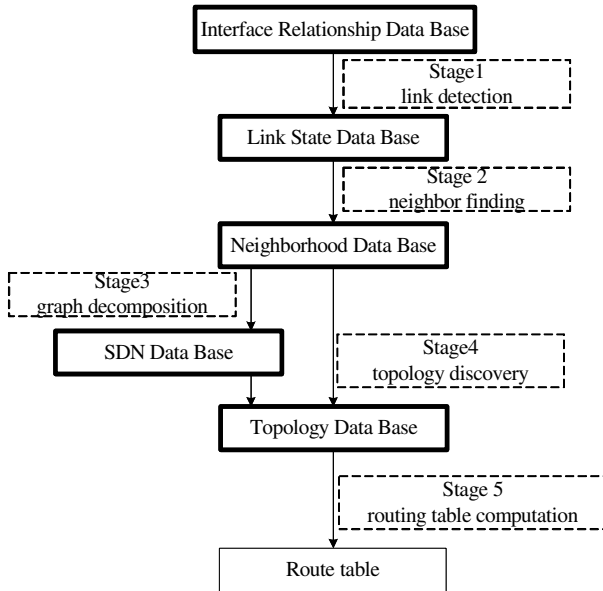 Interface Relationship Data Base
Stage1
link detection
Link State Data Base
Stage 2
neighbor finding
Neighborhood Data Base
Stage3
graph decomposition
SDN Data Base
Stage4
topology discovery
Topology Data Base
Stage 5
routing table computation
Route table